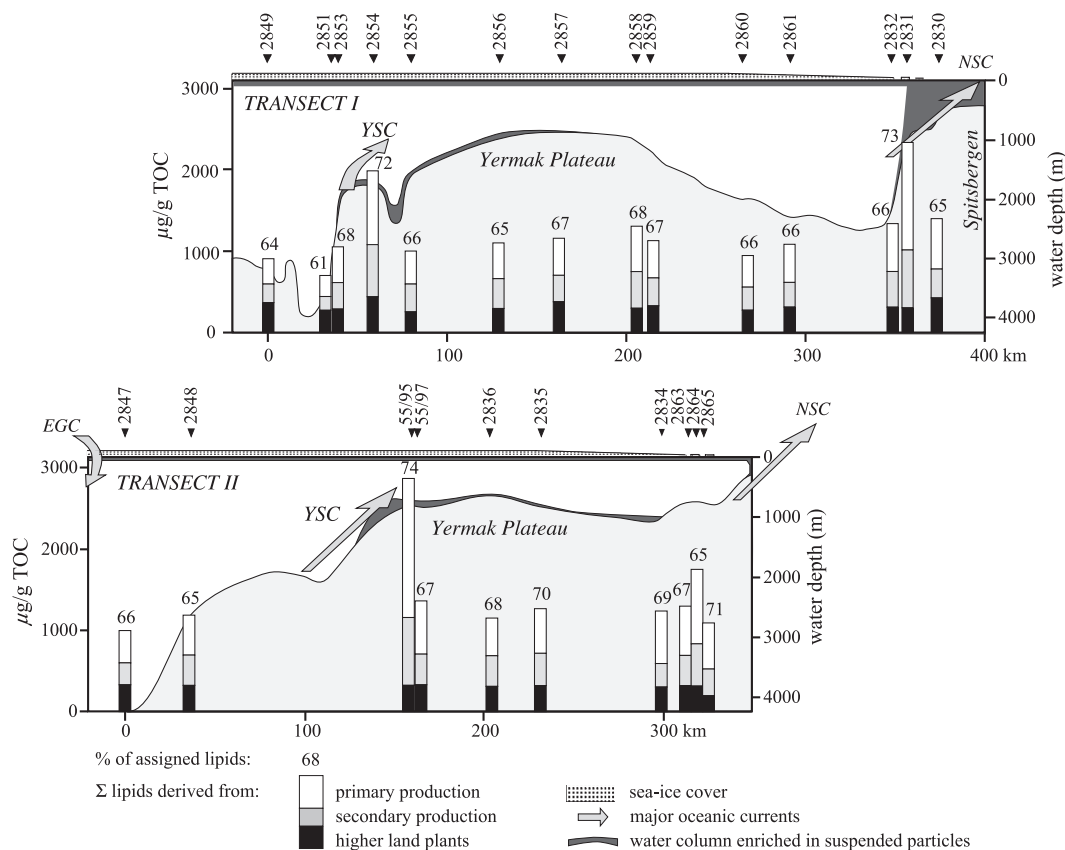 2849 2851 2853 2854 2855 2856 2857 2858 2859 2860 2861 2832 2831 2830
NSC
3000 TRANSECT I 0
YSC
73
1000
72
2000 Yermak Plateau
2000
µg/g TOC
water depth (m)
Spitsbergen
64 61 68 66 65 67 68 67 66 66 66 65
1000 3000
0 4000
0 100 200 300 400 km
2847 2848 55/95 55/97 2836 2835 2834 2863 2864 2865
EGC NSC
3000 TRANSECT II 74 0
YSC Yermak Plateau 1000
2000
µg/g TOC
water depth (m)
2000
66 65 67 68 70 69 67 65 71
1000 3000
0 4000
0 100 200 300 km
% of assigned lipids: 68
Σ lipids derived from: primary production sea-ice cover
secondary production major oceanic currents
higher land plants water column enriched in suspended particles